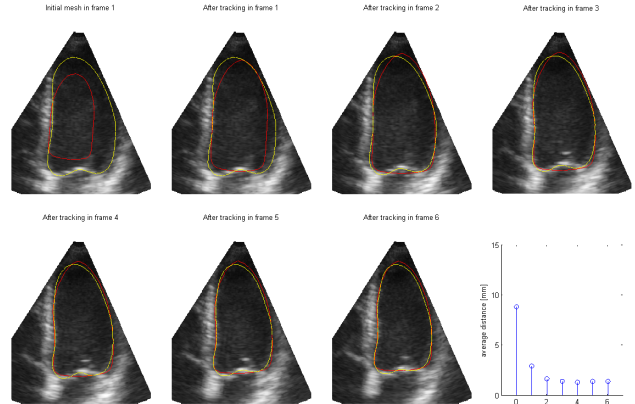 Initial mesh in frame 1
After tracking in frame 1
After tracking in frame 2
After tracking in frame 3
After tracking in frame 4
After tracking in frame 5
After tracking in frame 6
15
10
5
0
average distance [mm]
0 2 4 6